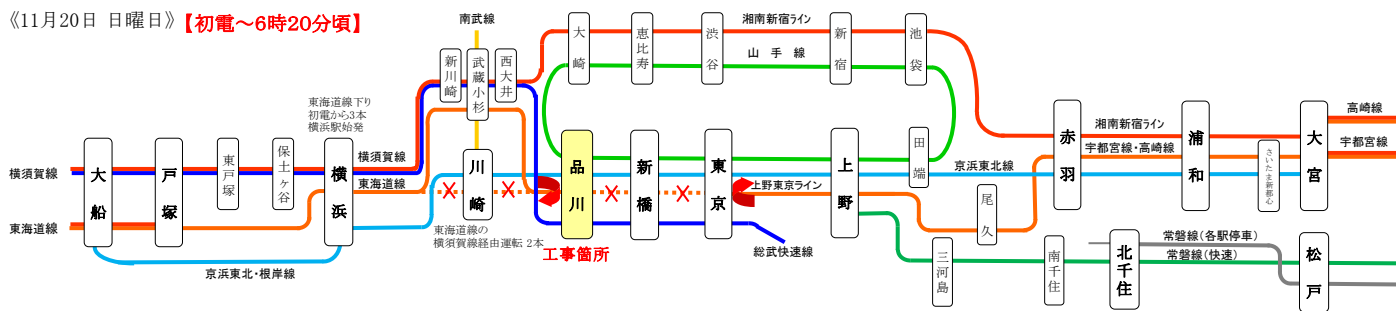 《11月20日 日曜日》【初電～6時20分頃】
南武線
湘南新宿ライン
山手線
大崎
恵比寿
渋谷
新宿
池袋
新川崎
武蔵小杉
西大井
東海道線下り
初電から3本
横浜駅始発
高崎線
宇都宮線
湘南新宿ライン
宇都宮線・高崎線
京浜東北線
横須賀線
東海道線
大船
戸塚
東戸塚
保土ヶ谷
横浜
横須賀線
東海道線
川崎
品川
新橋
東京
上野
田端
尾久
赤羽
浦和
さいたま新都心
大宮
上野東京ライン
東海道線の
横須賀線経由運転 2本
工事箇所
総武快速線
京浜東北・根岸線
三河島
南千住
北千住
松戸
常磐線(各駅停車)
常磐線(快速)